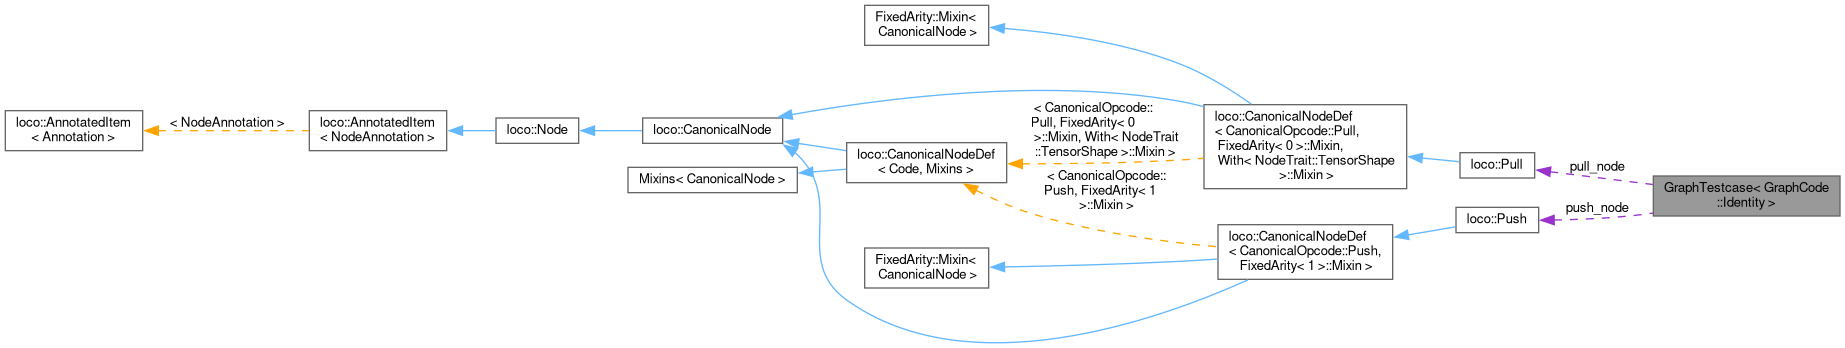 FixedArity::Mixin<
CanonicalNode >
loco::AnnotatedItem
< Annotation >
< NodeAnnotation >
loco::AnnotatedItem
< NodeAnnotation >
loco::Node
loco::CanonicalNode
Mixins< CanonicalNode >
loco::CanonicalNodeDef
< Code, Mixins >
< CanonicalOpcode::
Pull, FixedArity< 0
>::Mixin, With< NodeTrait
::TensorShape >::Mixin >
< CanonicalOpcode::
Push, FixedArity< 1
>::Mixin >
FixedArity::Mixin<
CanonicalNode >
loco::CanonicalNodeDef
< CanonicalOpcode::Pull,
FixedArity< 0 >::Mixin,
With< NodeTrait::TensorShape
>::Mixin >
loco::CanonicalNodeDef
< CanonicalOpcode::Push,
FixedArity< 1 >::Mixin >
loco::Pull
loco::Push
pull_node
push_node
GraphTestcase< GraphCode
::Identity >